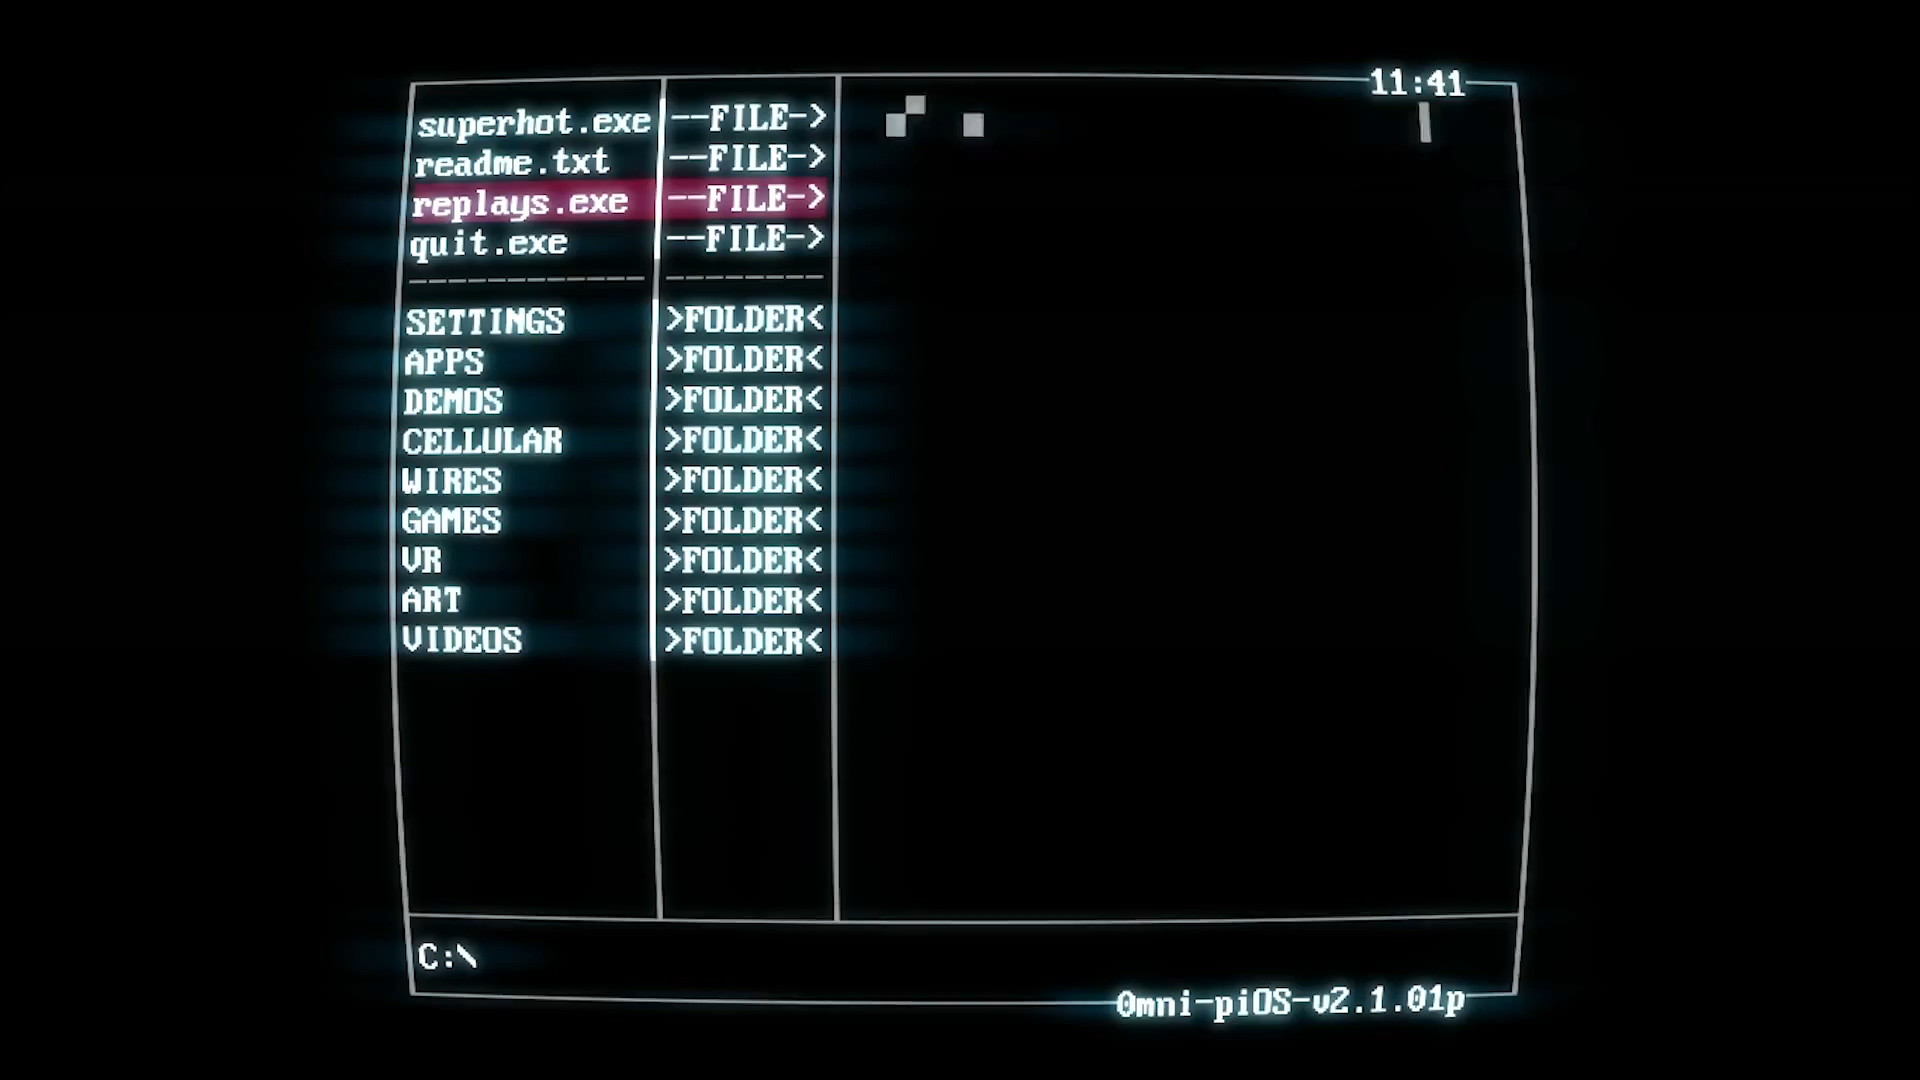 11:41
superhot.exe --FILE->
readme.txt --FILE->
replays.exe --FILE->
quit.exe --FILE->
SETTINGS >FOLDER<
APPS >FOLDER<
DEMOS >FOLDER<
CELLULAR >FOLDER<
WIRES >FOLDER<
GAMES >FOLDER<
VR >FOLDER<
ART >FOLDER<
VIDEOS >FOLDER<
C:\
0mni-piOS-v2.1.01p